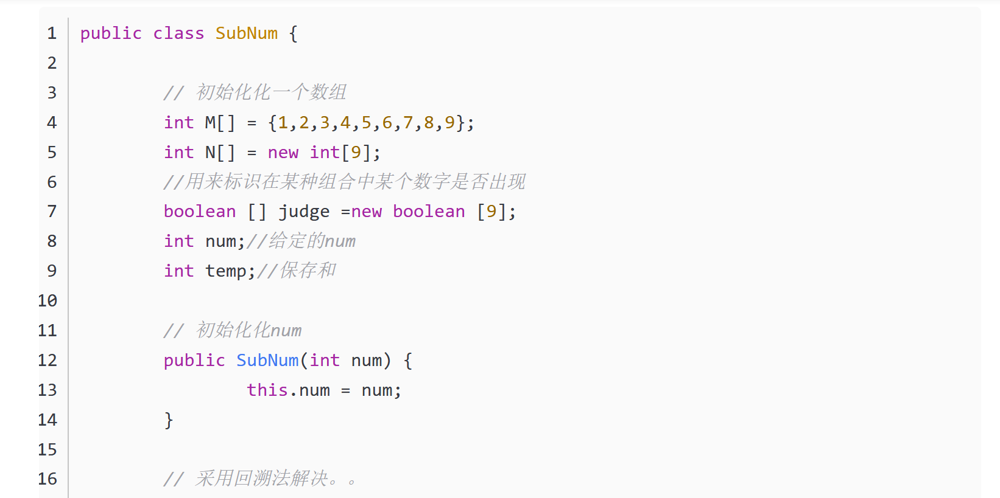 1 public class SubNum {
2
3 // 初始化化一个数组
4 int M[] = {1,2,3,4,5,6,7,8,9};
5 int N[] = new int[9];
6 //用来标识在某种组合中某个数字是否出现
7 boolean [] judge =new boolean [9];
8 int num;//给定的num
9 int temp;//保存和
10
11 // 初始化化num
12 public SubNum(int num) {
13 this.num = num;
14 }
15
16 // 采用回溯法解决。。